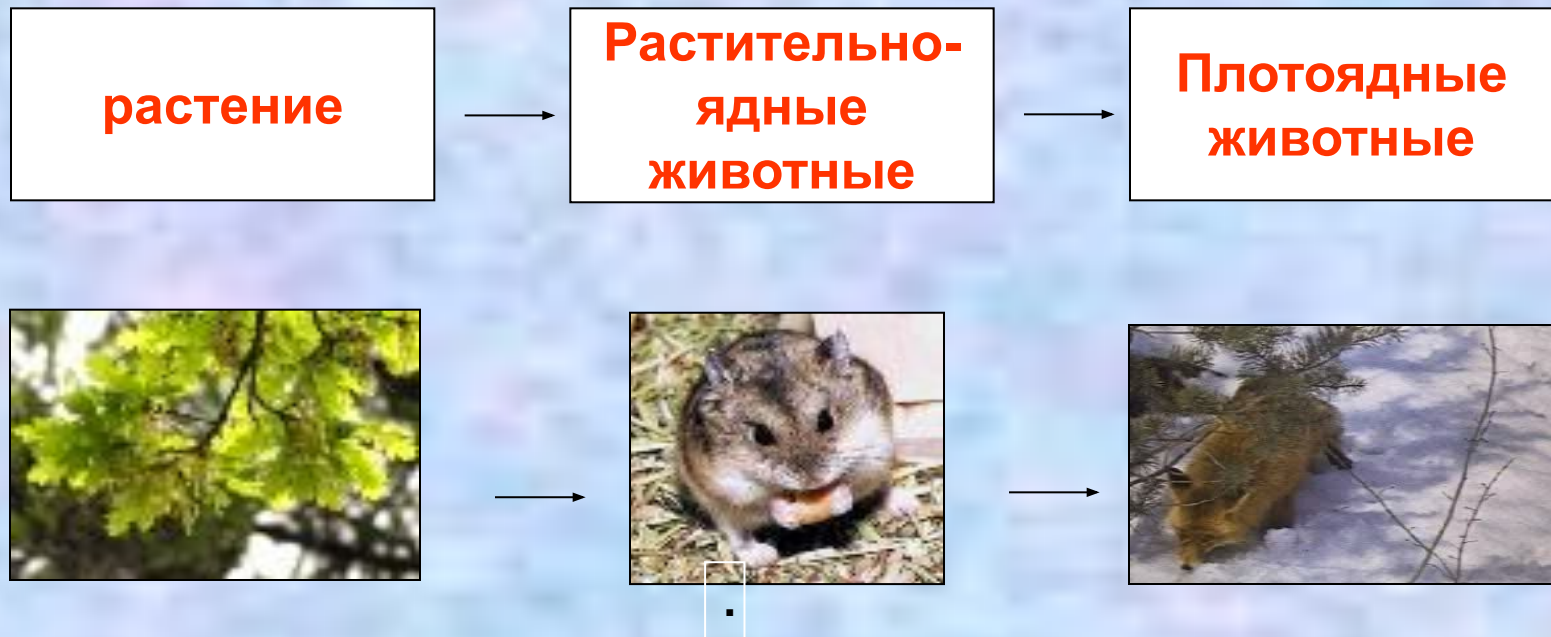 растение
Растительно-
ядные
животные
Плотоядные
животные
.